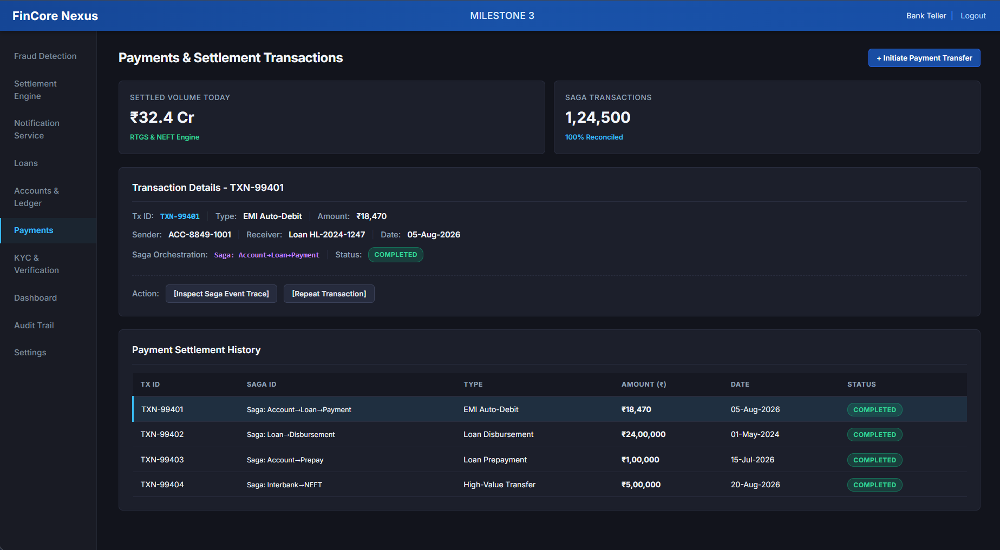 FinCore Nexus
MILESTONE 3
Bank Teller
Logout
Fraud Detection
Settlement
Engine
Notification
Service
Loans
Accounts &
Ledger
Payments
KYC &
Verification
Dashboard
Audit Trail
Settings
Payments & Settlement Transactions
+ Initiate Payment Transfer
SETTLED VOLUME TODAY
₹32.4 Cr
RTGS & NEFT Engine
SAGA TRANSACTIONS
1,24,500
100% Reconciled
Transaction Details - TXN-99401
Tx ID: TXN-99401 Type: EMI Auto-Debit Amount: ₹18,470
Sender: ACC-8849-1001 Receiver: Loan HL-2024-1247 Date: 05-Aug-2026
Saga Orchestration: Saga: Account→Loan→Payment Status: COMPLETED
Action: [Inspect Saga Event Trace] [Repeat Transaction]
Payment Settlement History
TX ID SAGA ID TYPE AMOUNT (₹) DATE STATUS
TXN-99401 Saga: Account→Loan→Payment EMI Auto-Debit ₹18,470 05-Aug-2026 COMPLETED
TXN-99402 Saga: Loan→Disbursement Loan Disbursement ₹24,00,000 01-May-2024 COMPLETED
TXN-99403 Saga: Account→Prepay Loan Prepayment ₹1,00,000 15-Jul-2026 COMPLETED
TXN-99404 Saga: Interbank→NEFT High-Value Transfer ₹5,00,000 20-Aug-2026 COMPLETED